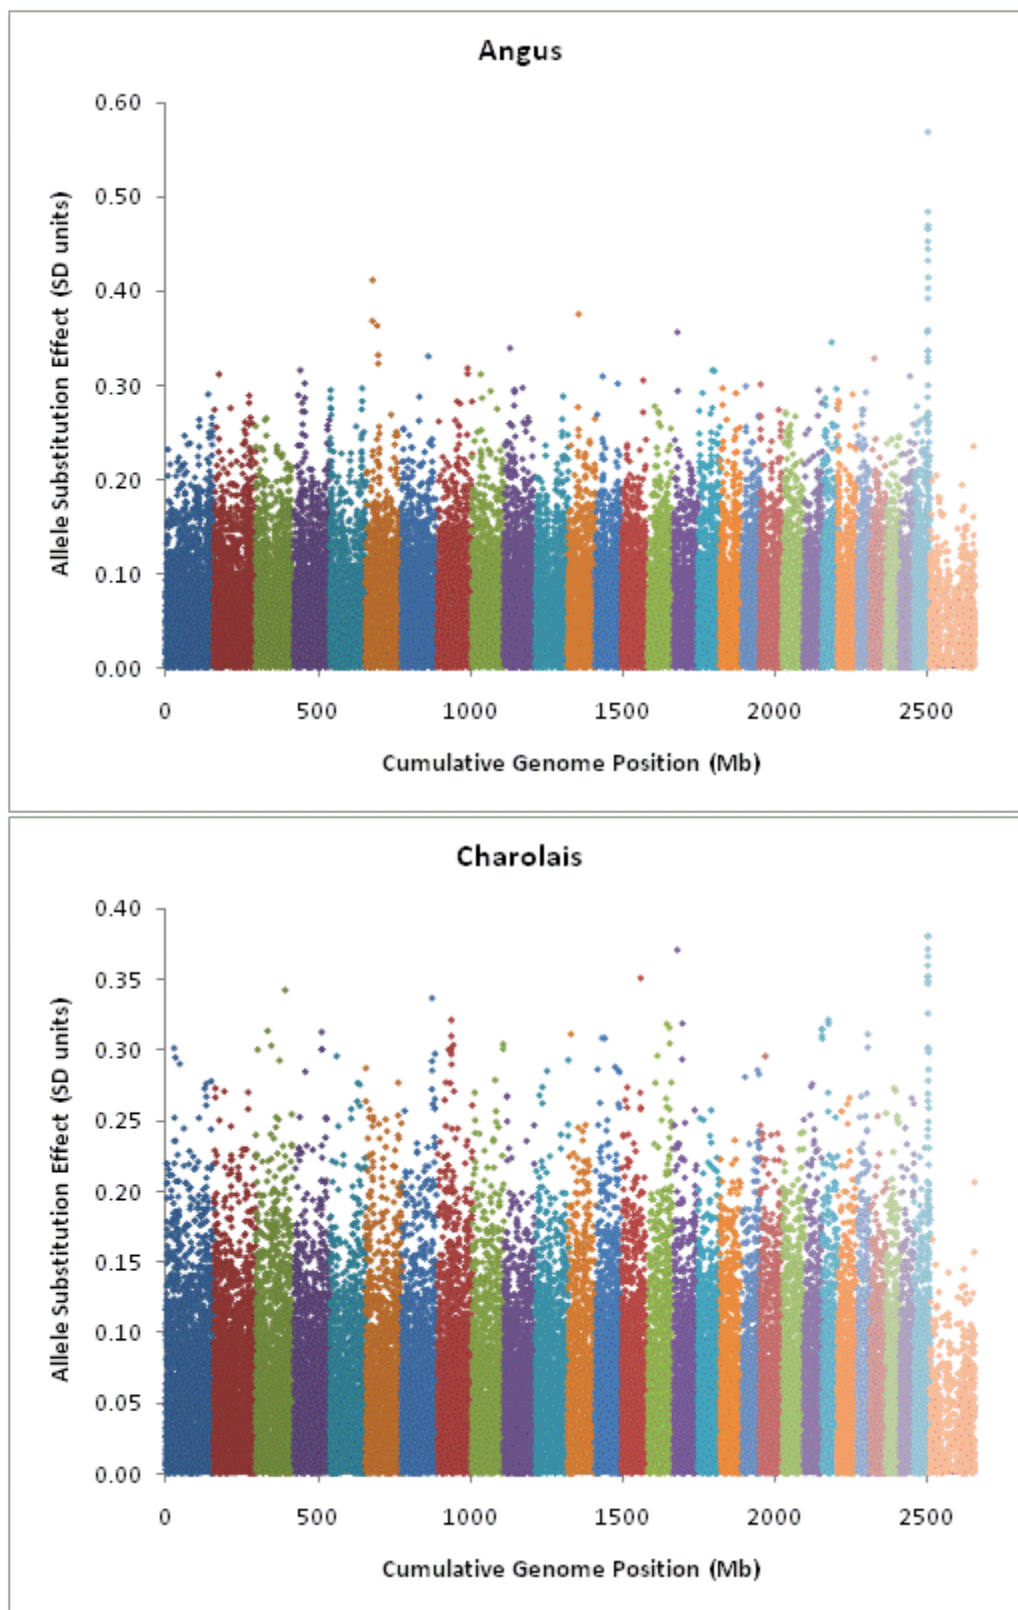 Angus
0.60
0.50
0.40
0.30
0.20
0.10
0.00
Allele Substitution Effect (SD units)
0 500 1000 1500 2000 2500
Cumulative Genome Position (Mb)
Charolais
0.40
0.35
0.30
0.25
0.20
0.15
0.10
0.05
0.00
Allele Substitution Effect (SD units)
0 500 1000 1500 2000 2500
Cumulative Genome Position (Mb)